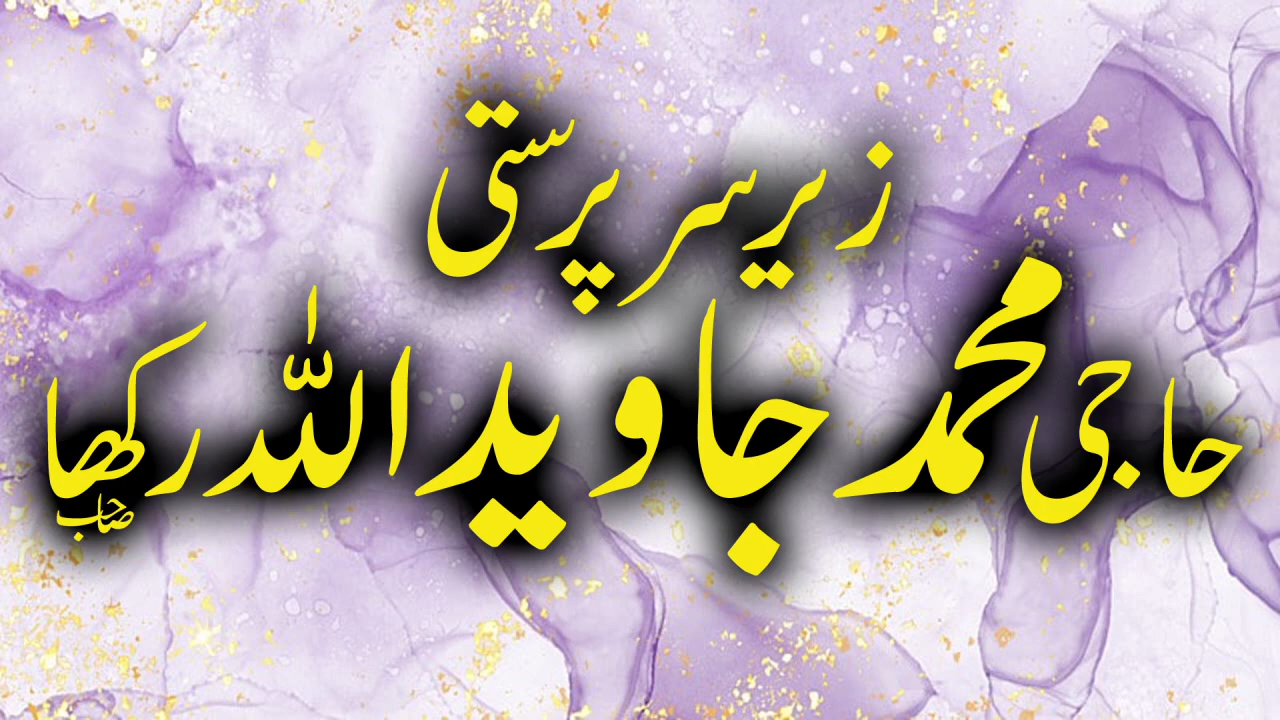 زیر سرپرستی
حاجی محمد جاوید اللہ رکھا
صاحب